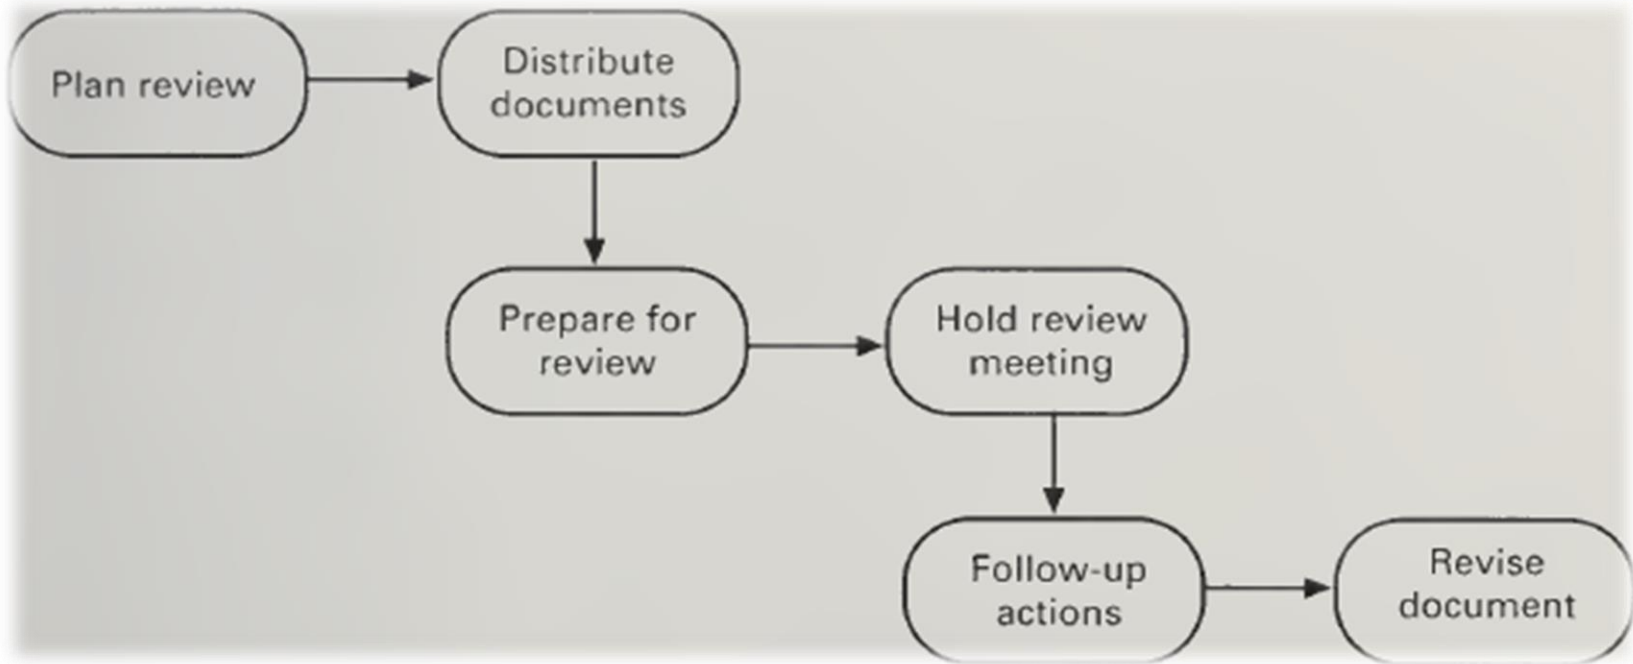 Plan review
Distribute
documents
Prepare for
review
Hold review
meeting
Follow-up
actions
Revise
document